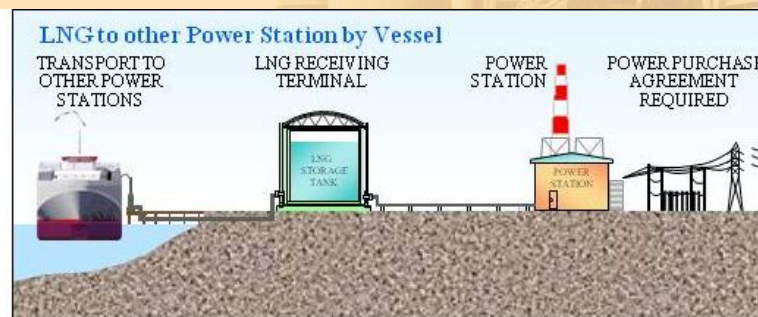 LNG to other Power Station by Vessel
TRANSPORT TO
OTHER POWER
STATIONS
LNG RECEIVING
TERMINAL
POWER
STATION
POWER PURCHASE
AGREEMENT
REQUIRED
LNG
STORAGE
TANK
POWER
STATION